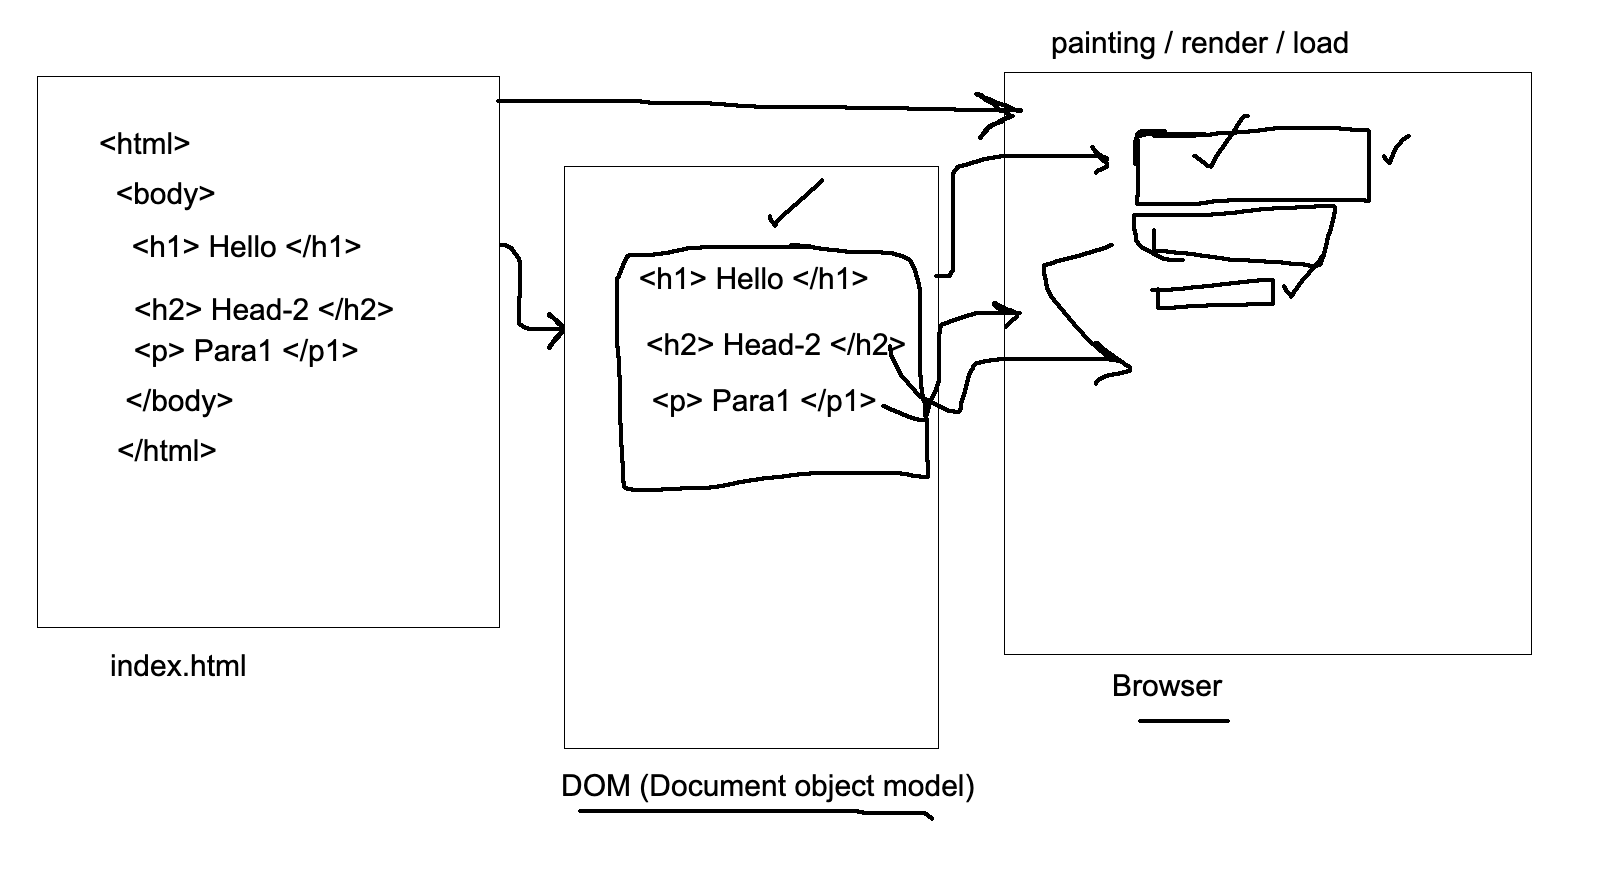 painting / render / load
<html>
<body>
<h1> Hello </h1>
<h2> Head-2 </h2>
<p> Para1 </p1>
</body>
</html>
index.html
<h1> Hello </h1>
<h2> Head-2 </h2>
<p> Para1 </p1>
DOM (Document object model)
Browser